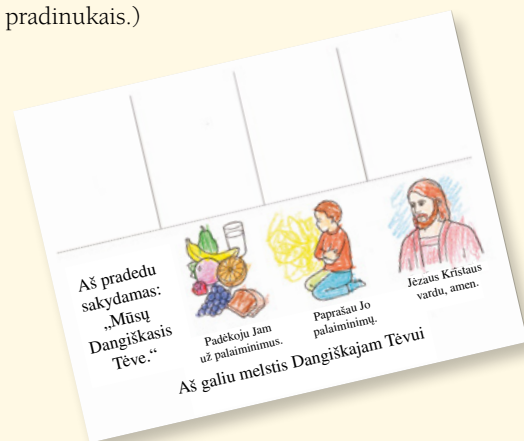 pradinukais.)
Aš pradedu
sakydamas:
„Mūsų
Dangiškasis
Tėve.“
Padėkoju Jam
už palaiminimus.
Paprašau Jo
palaiminimų.
Jėzaus Kristaus
vardu, amen.
Aš galiu melstis Dangiškajam Tėvui